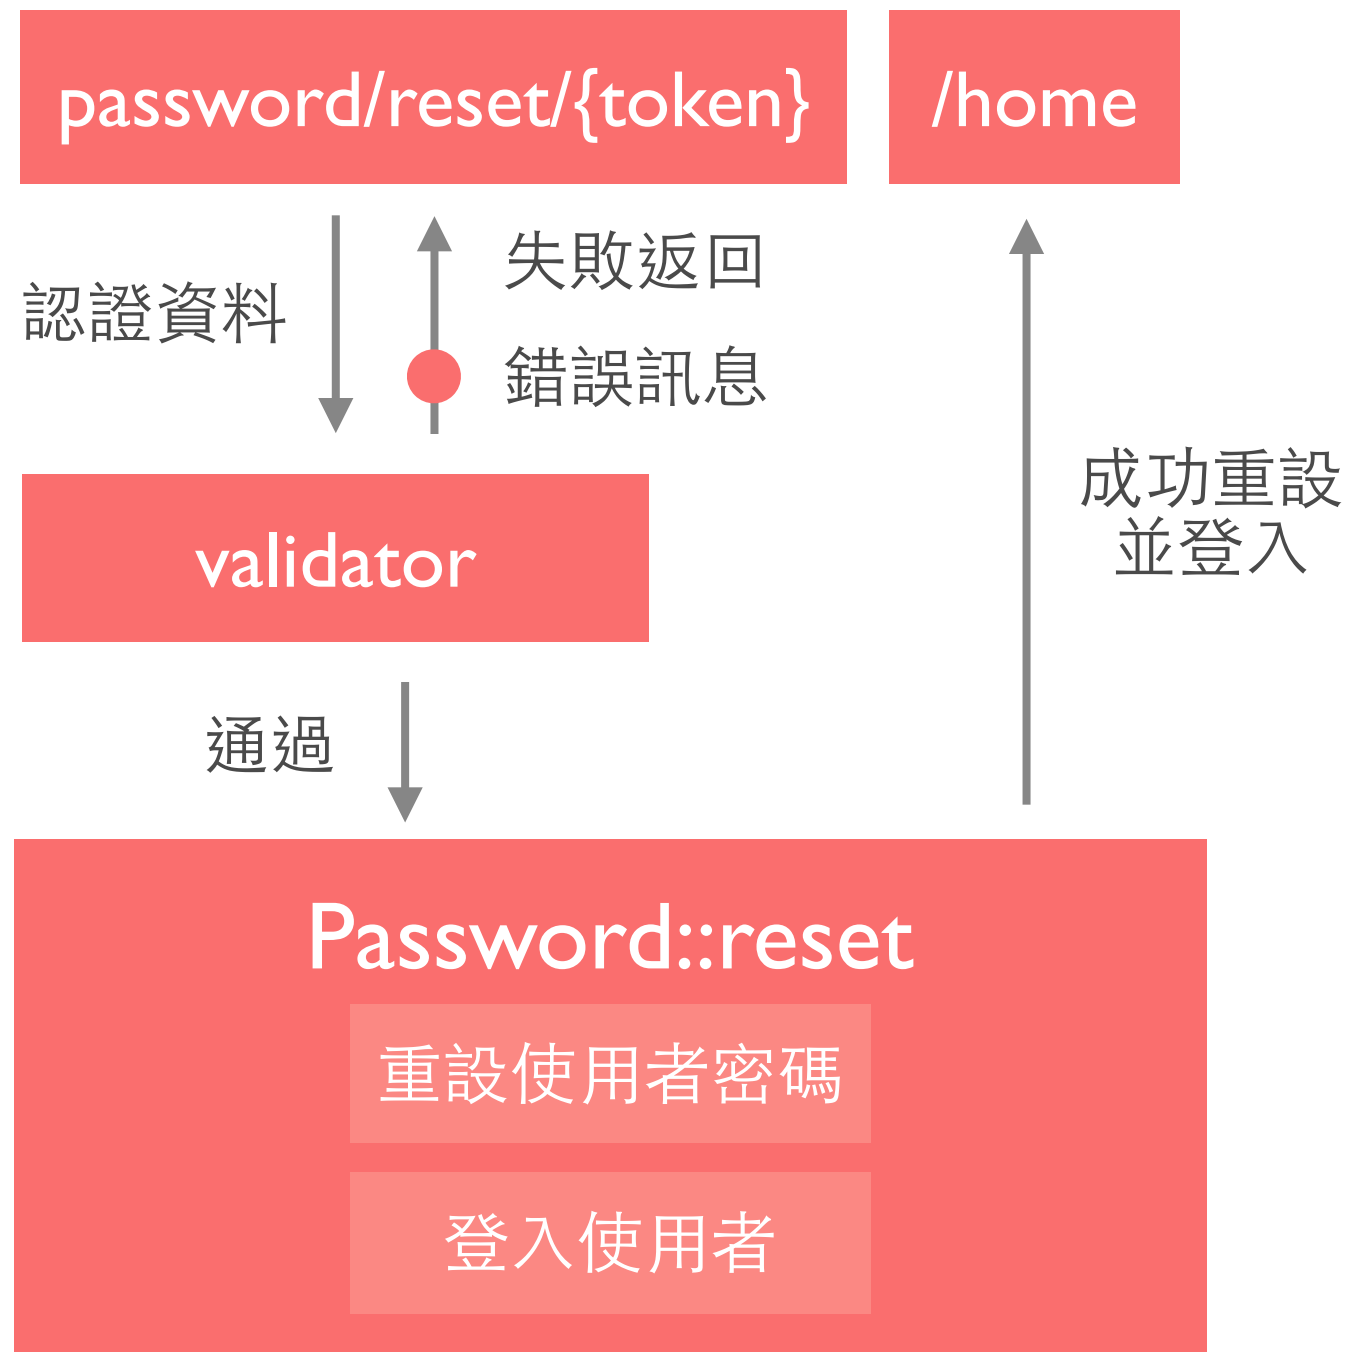 password/reset/{token}
/home
認證資料
失敗返回
錯誤訊息
成功重設
並登入
validator
通過
Password::reset
重設使用者密碼
登入使用者